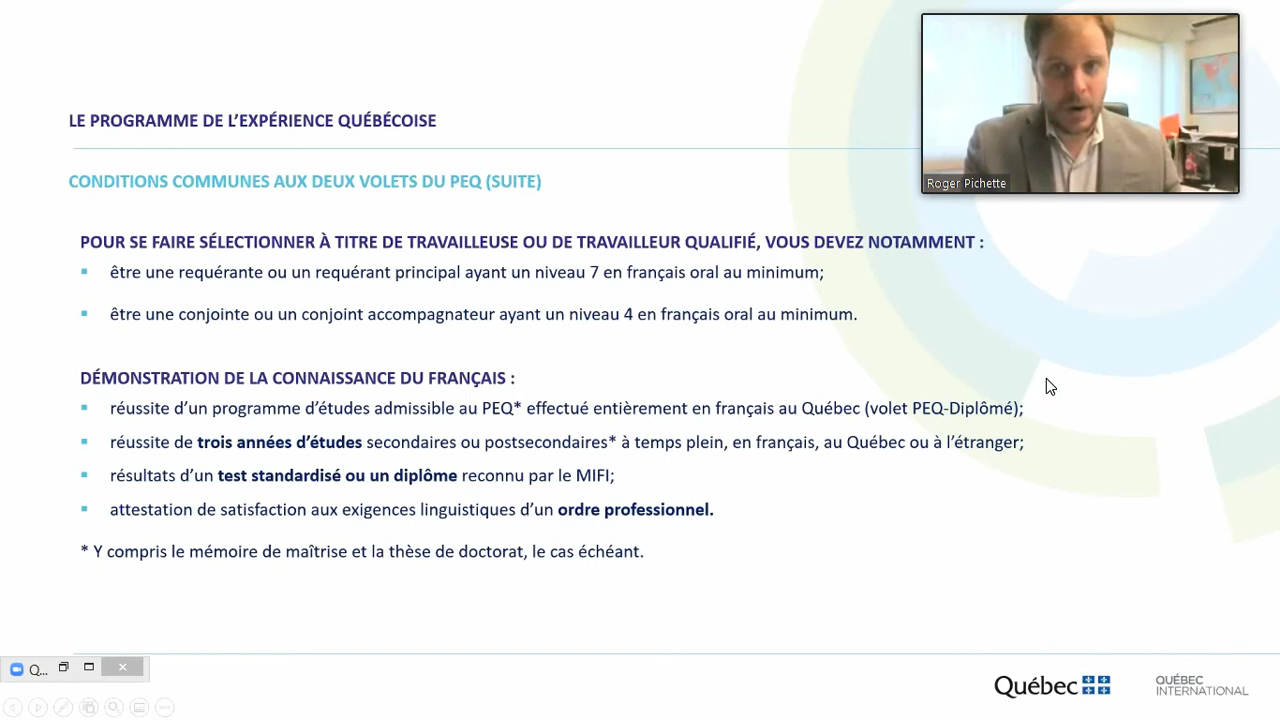 LE PROGRAMME DE L'EXPÉRIENCE QUÉBÉCOISE
Roger Pichette
CONDITIONS COMMUNES AUX DEUX VOLETS DU PEQ (SUITE)
POUR SE FAIRE SÉLECTIONNER À TITRE DE TRAVAILLEUSE OU DE TRAVAILLEUR QUALIFIÉ, VOUS DEVEZ NOTAMMENT :
▪ être une requérante ou un requérant principal ayant un niveau 7 en français oral au minimum;
▪ être une conjointe ou un conjoint accompagnateur ayant un niveau 4 en français oral au minimum.
DÉMONSTRATION DE LA CONNAISSANCE DU FRANÇAIS :
▪ réussite d'un programme d'études admissible au PEQ* effectué entièrement en français au Québec (volet PEQ-Diplômé);
▪ réussite de trois années d'études secondaires ou postsecondaires* à temps plein, en français, au Québec ou à l'étranger;
▪ résultats d'un test standardisé ou un diplôme reconnu par le MIFI;
▪ attestation de satisfaction aux exigences linguistiques d'un ordre professionnel.
* Y compris le mémoire de maîtrise et la thèse de doctorat, le cas échéant.
Q...
Québec
QUÉBEC
INTERNATIONAL